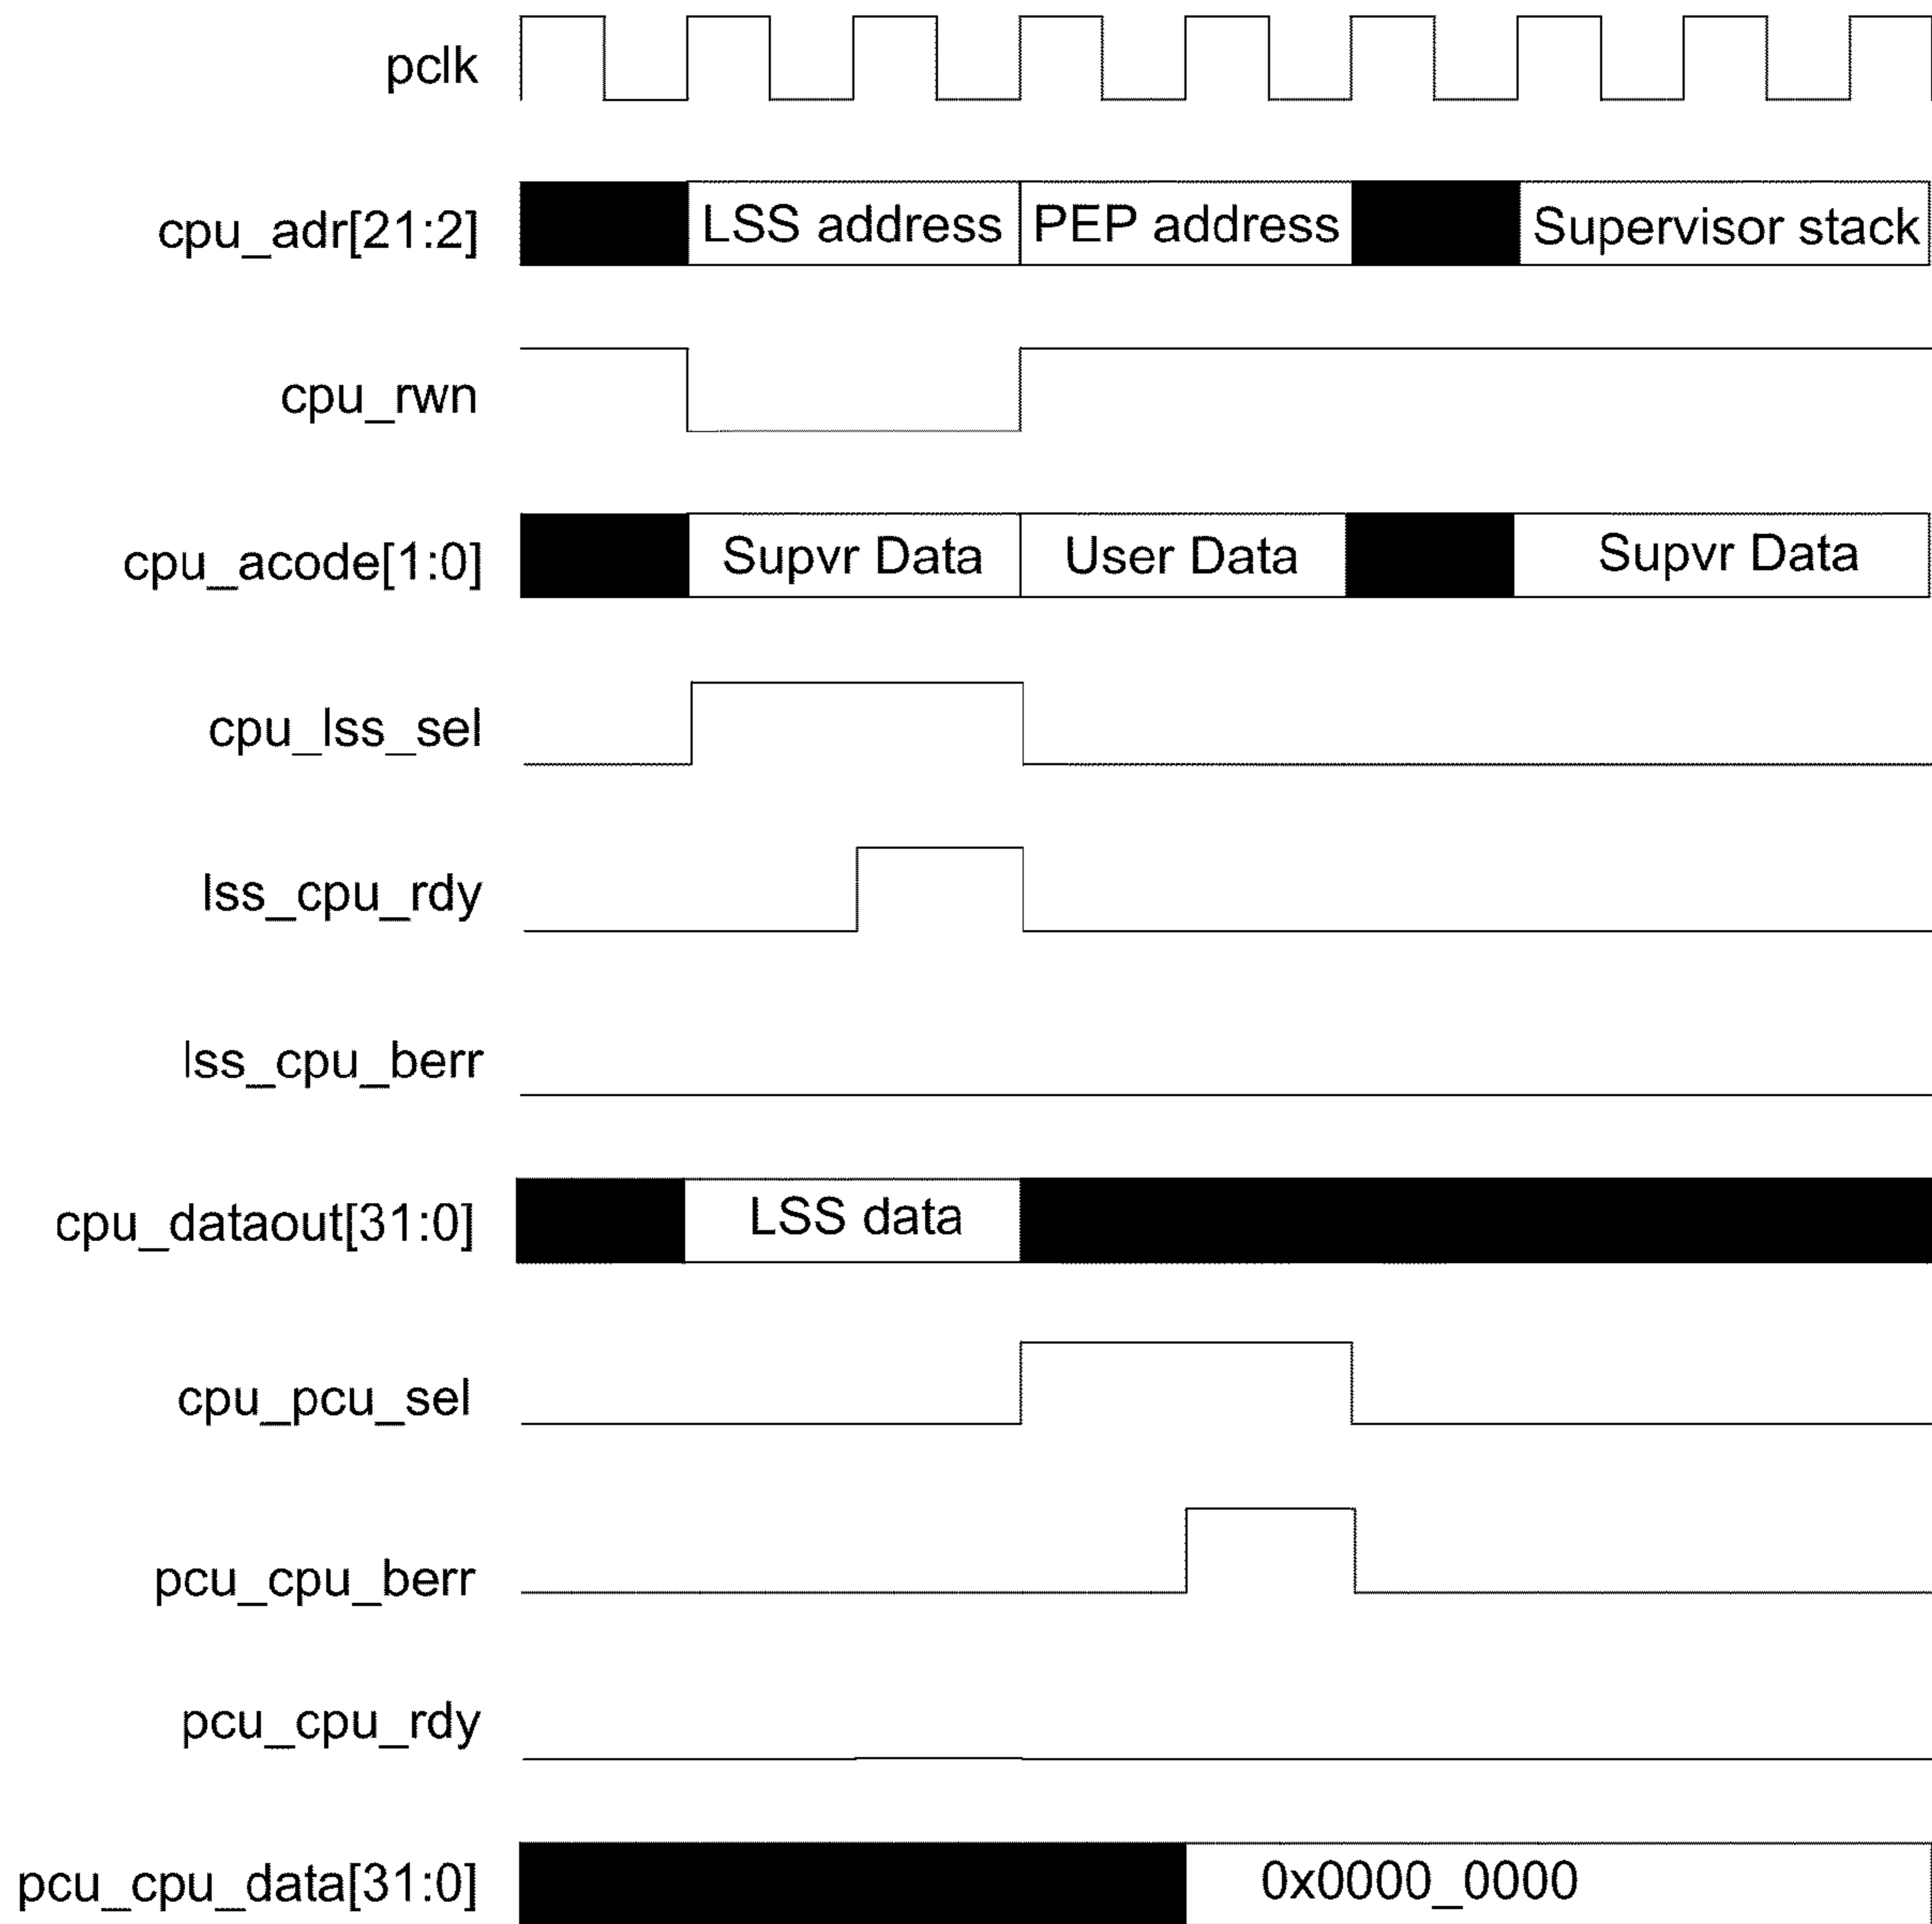 pclk
cpu_adr[21:2]
LSS address
PEP address
Supervisor stack
cpu_rwn
cpu_acode[1:0]
Supvr Data
User Data
Supvr Data
cpu_lss_sel
lss_cpu_rdy
lss_cpu_berr
cpu_dataout[31:0]
LSS data
cpu_pcu_sel
pcu_cpu_berr
pcu_cpu_rdy
pcu_cpu_data[31:0]
0x0000_0000